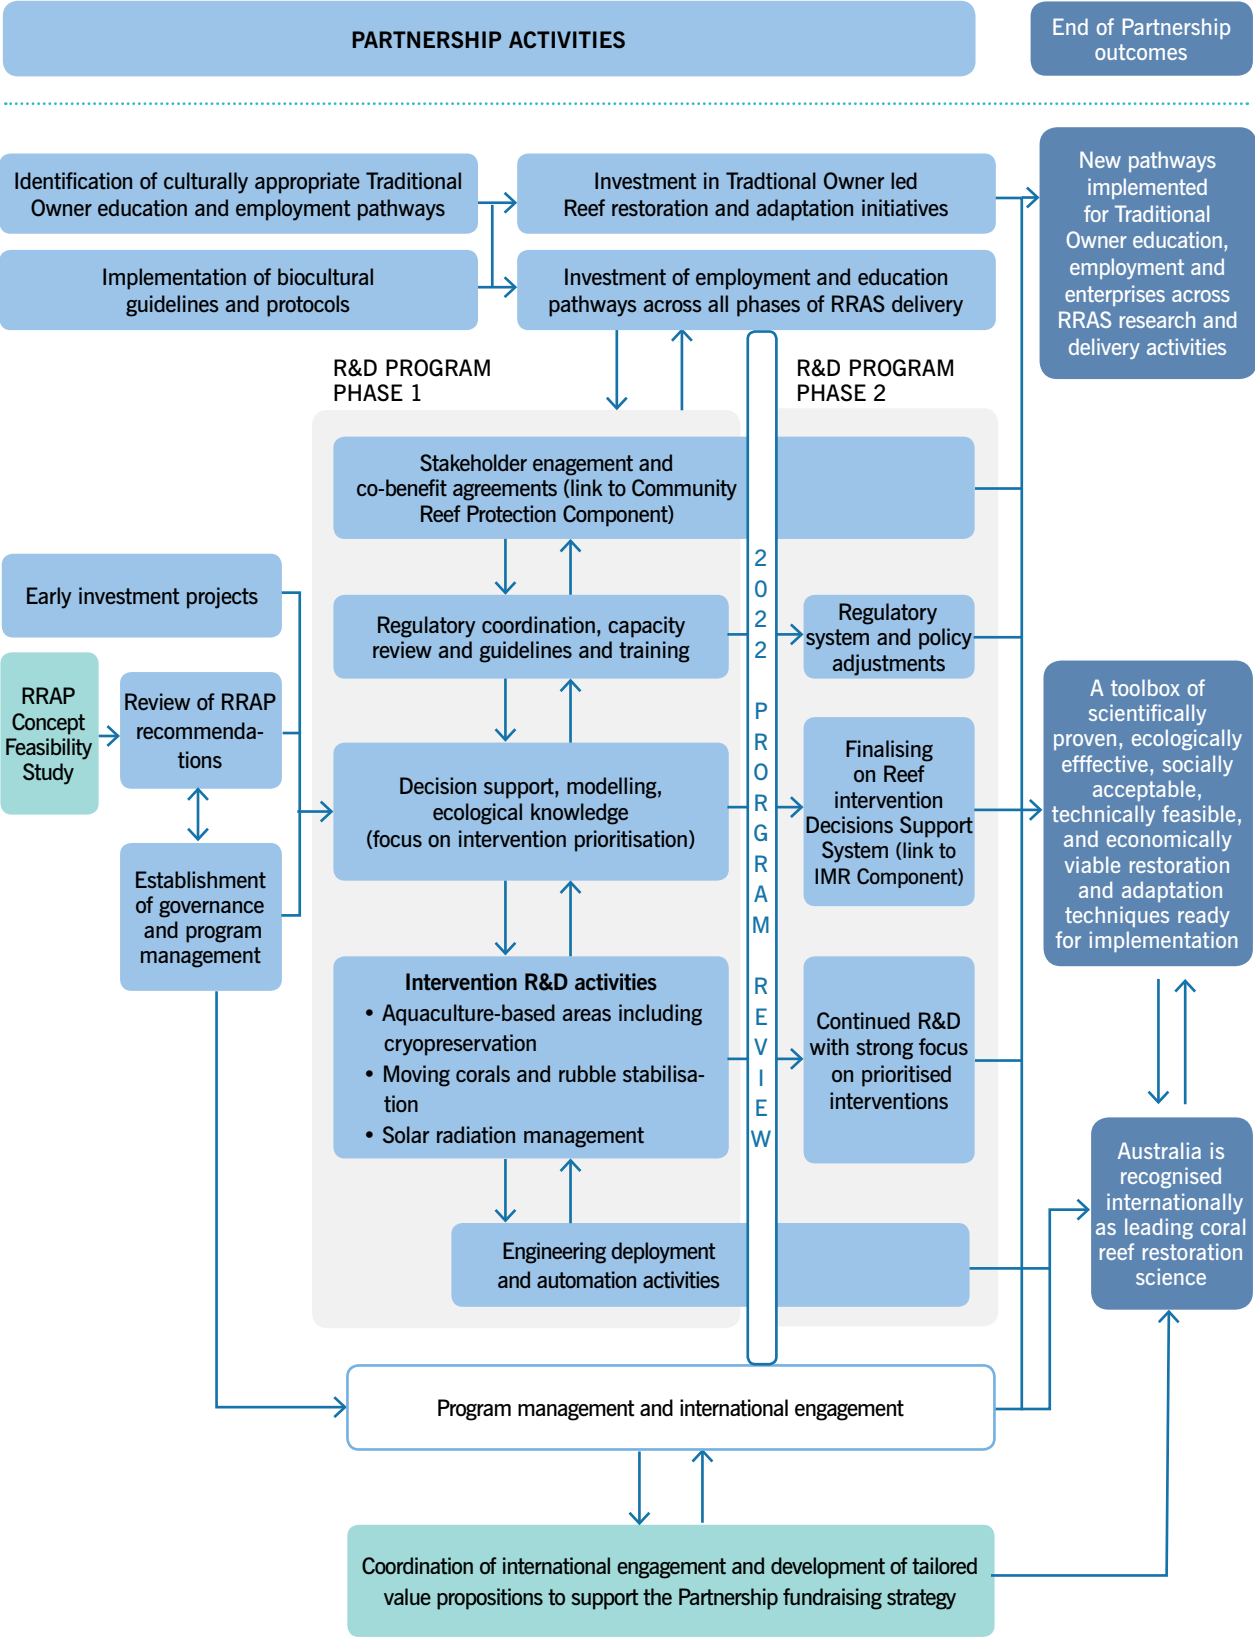 PARTNERSHIP ACTIVITIES
End of Partnership
outcomes
Identification of culturally appropriate Traditional
Owner education and employment pathways
Investment in Tradtional Owner led
Reef restoration and adaptation initiatives
New pathways
implemented
for Traditional
Owner education,
employment and
enterprises across
RRAS research and
delivery activities
Implementation of biocultural
guidelines and protocols
Investment of employment and education
pathways across all phases of RRAS delivery
R&D PROGRAM
PHASE 1
R&D PROGRAM
PHASE 2
Stakeholder enagement and
co-benefit agreements (link to Community
Reef Protection Component)
2022 PRORGRAM REVIEW
Early investment projects
Regulatory coordination, capacity
review and guidelines and training
Regulatory
system and policy
adjustments
RRAP
Concept
Feasibility
Study
Review of RRAP
recommenda-
tions
Decision support, modelling,
ecological knowledge
(focus on intervention prioritisation)
Finalising
on Reef
intervention
Decisions Support
System (link to
IMR Component)
A toolbox of
scientifically
proven, ecologically
efffective, socially
acceptable,
technically feasible,
and economically
viable restoration
and adaptation
techniques ready
for implementation
Establishment
of governance
and program
management
Intervention R&D activities
• Aquaculture-based areas including
cryopreservation
• Moving corals and rubble stabilisa-
tion
• Solar radiation management
Continued R&D
with strong focus
on prioritised
interventions
Australia is
recognised
internationally
as leading coral
reef restoration
science
Engineering deployment
and automation activities
Program management and international engagement
Coordination of international engagement and development of tailored
value propositions to support the Partnership fundraising strategy